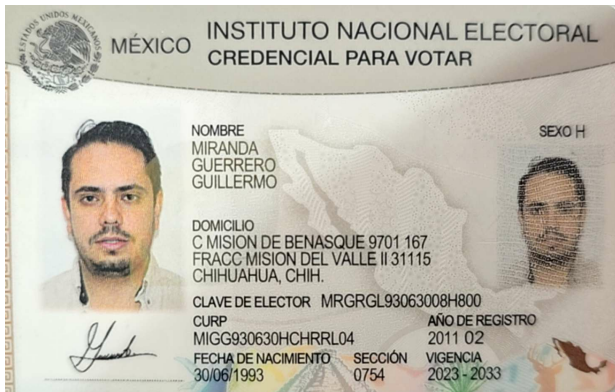 ESTADOS UNIDOS MEXICANOS
MÉXICO
INSTITUTO NACIONAL ELECTORAL
CREDENCIAL PARA VOTAR
NOMBRE
SEXO H
MIRANDA
GUERRERO
GUILLERMO
DOMICILIO
C MISION DE BENASQUE 9701 167
FRACC MISION DEL VALLE II 31115
CHIHUAHUA, CHIH.
CLAVE DE ELECTOR MRGRGL93063008H800
CURP AÑO DE REGISTRO
MIGG930630HCHRRL04 2011 02
FECHA DE NACIMIENTO SECCIÓN VIGENCIA
30/06/1993 0754 2023 - 2033